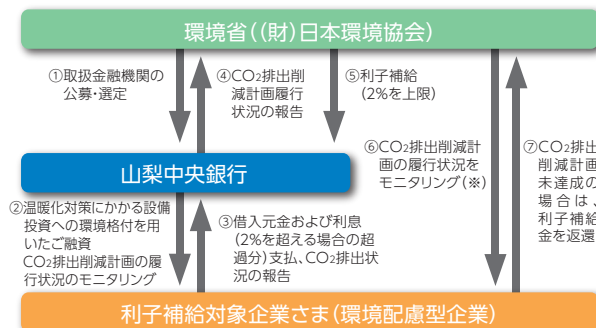 環境省((財)日本環境協会)
①取扱金融機関の
公募・選定
④CO2排出削
減計画履行
状況の報告
⑤利子補給
(2%を上限)
山梨中央銀行
⑥CO2排出削減計
画の履行状況を
モニタリング(※)
⑦CO2排出
削減計画
未達成の
場合は、
利子補給
金を返還
②温暖化対策にかかる設備
投資への環境格付を用
いたご融資
CO2排出削減計画の履
行状況のモニタリング
③借入元金および利息
(2%を超える場合の超
過分)支払、CO2排出状
況の報告
利子補給対象企業さま(環境配慮型企業)